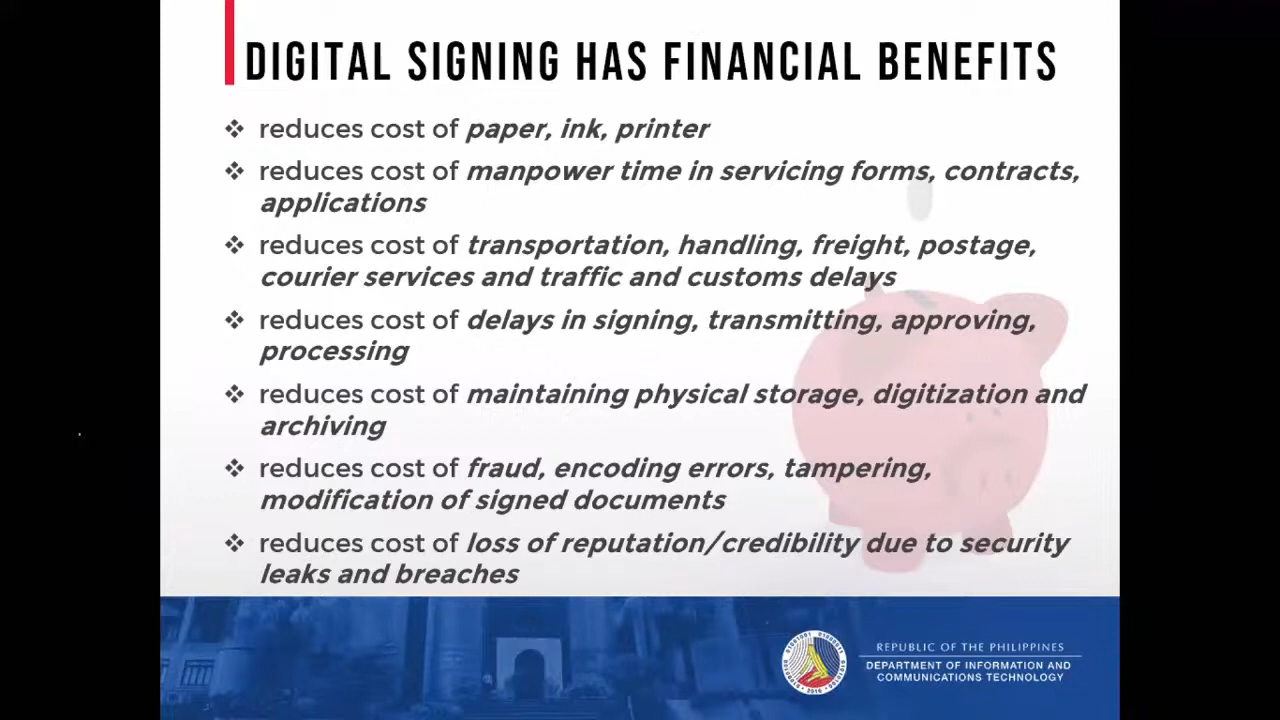 DIGITAL SIGNING HAS FINANCIAL BENEFITS
❖ reduces cost of paper, ink, printer
❖ reduces cost of manpower time in servicing forms, contracts,
applications
❖ reduces cost of transportation, handling, freight, postage,
courier services and traffic and customs delays
❖ reduces cost of delays in signing, transmitting, approving,
processing
❖ reduces cost of maintaining physical storage, digitization and
archiving
❖ reduces cost of fraud, encoding errors, tampering,
modification of signed documents
❖ reduces cost of loss of reputation/credibility due to security
leaks and breaches
REPUBLIC OF THE PHILIPPINES
DEPARTMENT OF INFORMATION AND
COMMUNICATIONS TECHNOLOGY
2016